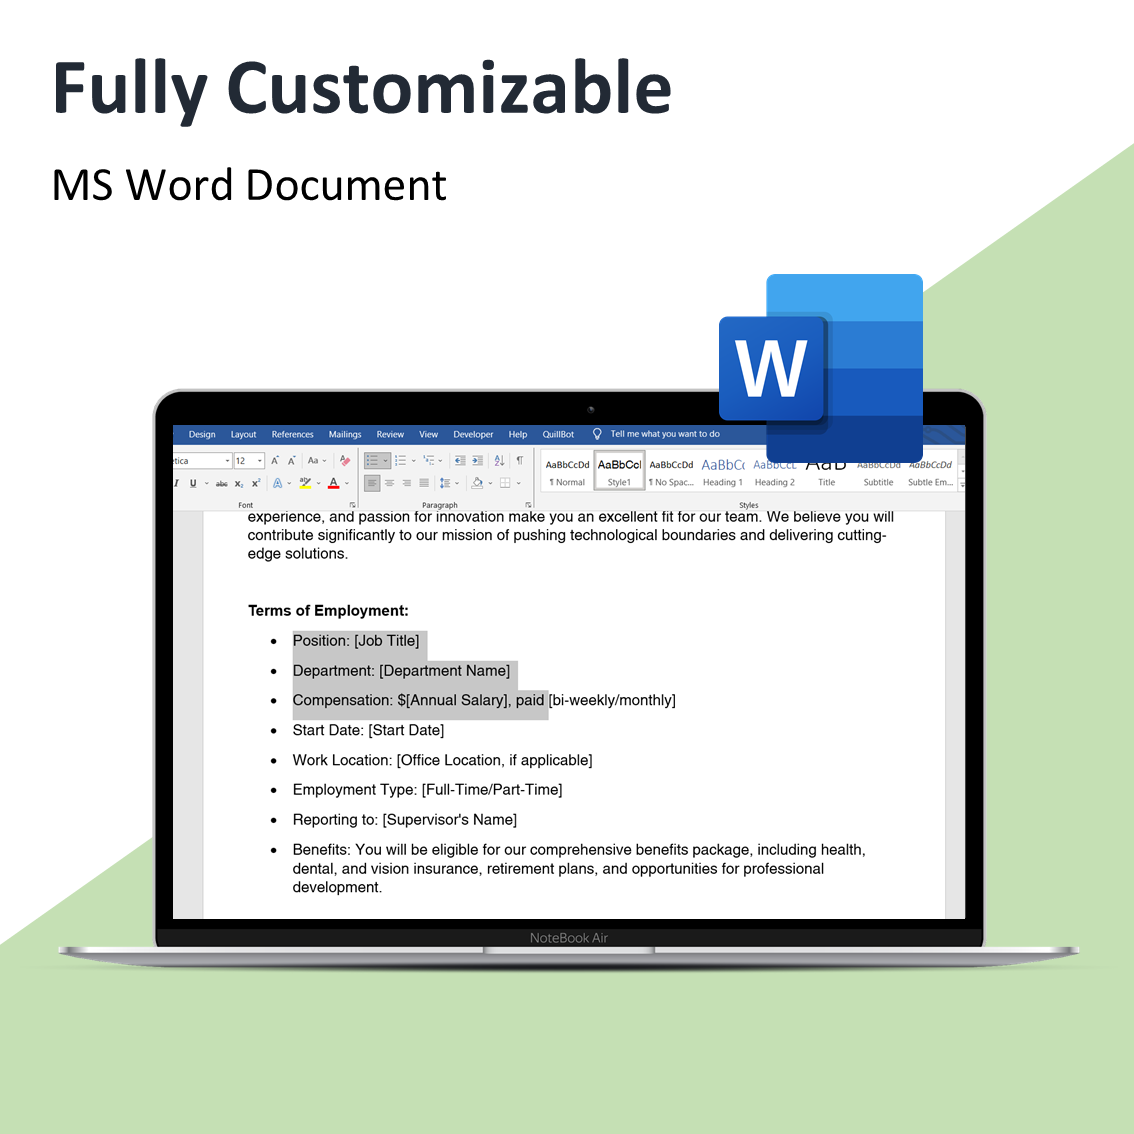 Fully Customizable
MS Word Document
W
Design Layout References Mailings Review View Developer Help QuillBot Tell me what you want to do
etica 12 A A Aa
AaBbCcDd AaBbCcI AaBbCcDd AaBbCc AaBbCcL AaB AaBbCcDd AaBbCcDd
I U abc x₂ x² A aby A
¶ Normal Style1 ¶ No Spac... Heading 1 Heading 2 Title Subtitle Subtle Em...
Font Paragraph Styles
experience, and passion for innovation make you an excellent fit for our team. We believe you will
contribute significantly to our mission of pushing technological boundaries and delivering cutting-
edge solutions.
Terms of Employment:
• Position: [Job Title]
• Department: [Department Name]
• Compensation: $[Annual Salary], paid [bi-weekly/monthly]
• Start Date: [Start Date]
• Work Location: [Office Location, if applicable]
• Employment Type: [Full-Time/Part-Time]
• Reporting to: [Supervisor's Name]
• Benefits: You will be eligible for our comprehensive benefits package, including health,
dental, and vision insurance, retirement plans, and opportunities for professional
development.
NoteBook Air